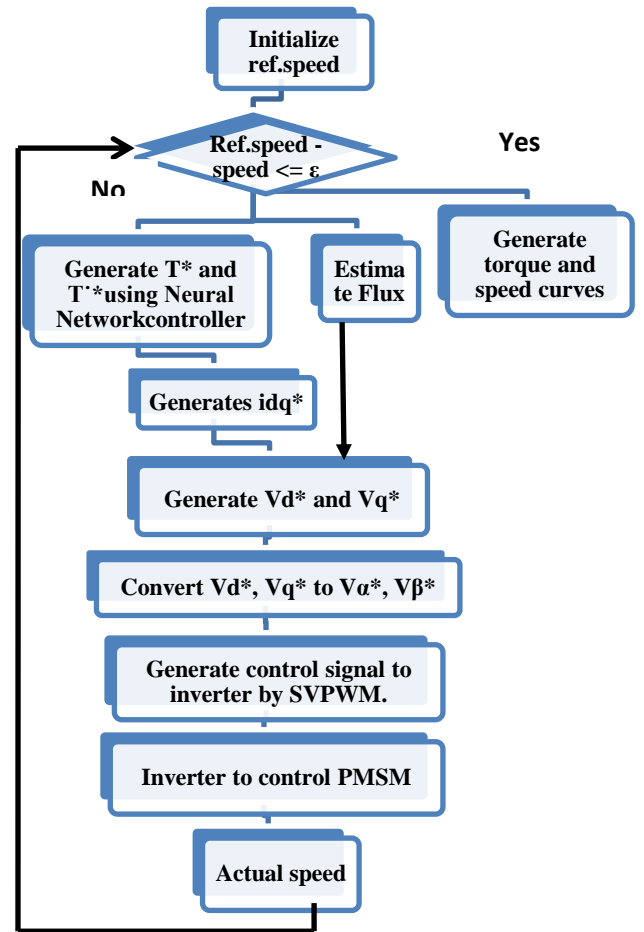 Initialize
ref.speed
Ref.speed -
speed <= ε
Yes
No
Generate T* and
T˙*using Neural
Networkcontroller
Estima
te Flux
Generate
torque and
speed curves
Generates idq*
Generate Vd* and Vq*
Convert Vd*, Vq* to Vα*, Vβ*
Generate control signal to
inverter by SVPWM.
Inverter to control PMSM
Actual speed